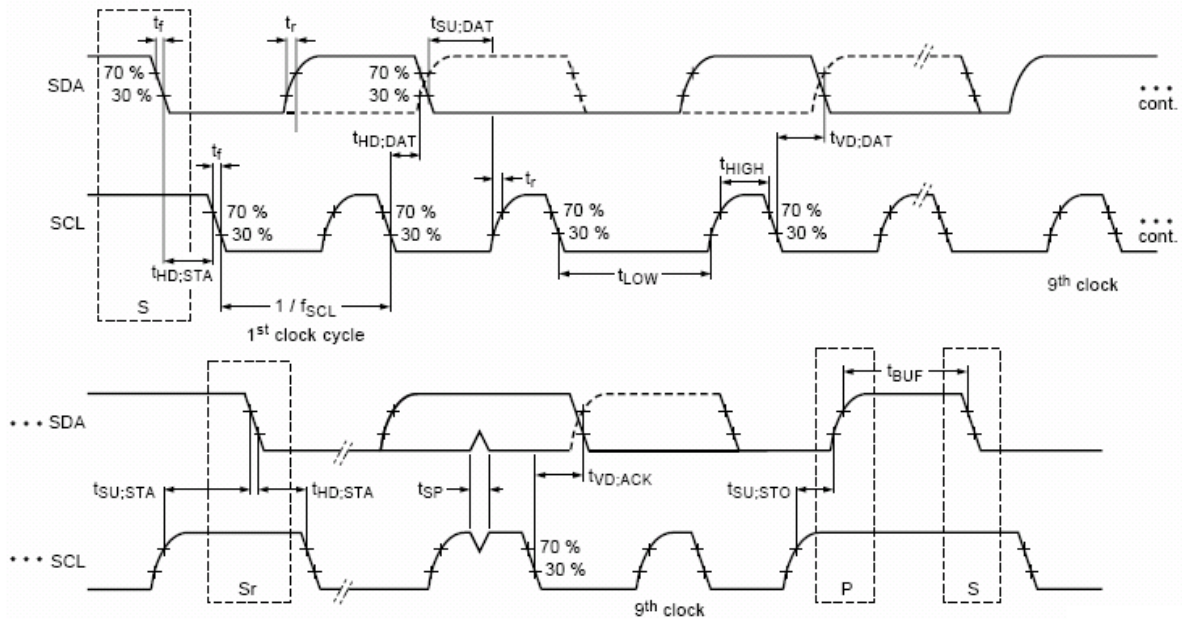 tf tr tSU;DAT
SDA 70 % 30 % 70 % 30 % • • • cont.
tHD;DAT tVD;DAT
tf tr tHIGH
SCL 70 % 30 % 70 % 30 % 70 % 30 % 70 % 30 % • • • cont.
tHD;STA tLOW
S 1 / fSCL 9th clock
1st clock cycle
tBUF
• • • SDA
tSU;STA tHD;STA tSP tVD;ACK tSU;STO
• • • SCL 70 % 30 %
Sr 9th clock P S